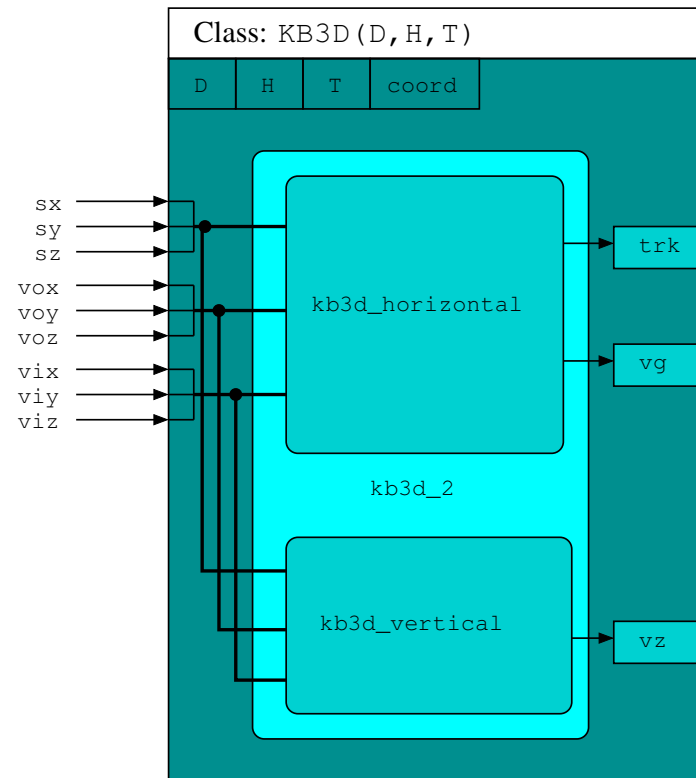 Class: KB3D(D,H,T)
D H T coord
sx
sy
sz
vox
voy
voz
vix
viy
viz
kb3d_horizontal
trk
vg
kb3d_2
kb3d_vertical
vz